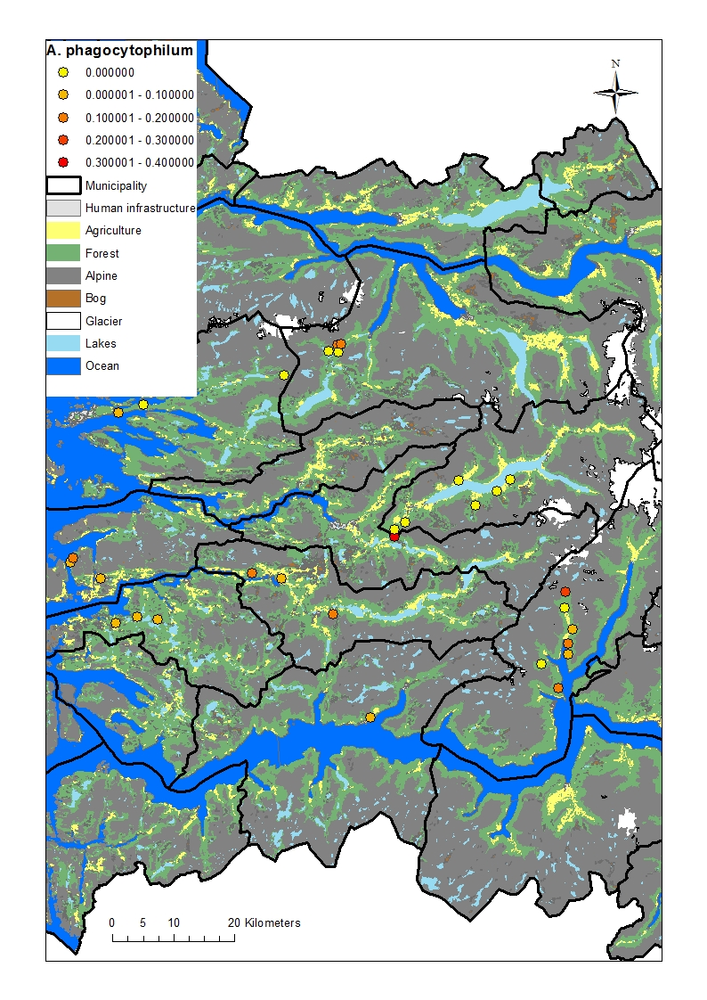 A. phagocytophilum
0.000000
0.000001 - 0.100000
0.100001 - 0.200000
0.200001 - 0.300000
0.300001 - 0.400000
Municipality
Human infrastructure
Agriculture
Forest
Alpine
Bog
Glacier
Lakes
Ocean
N
0 5 10 20 Kilometers